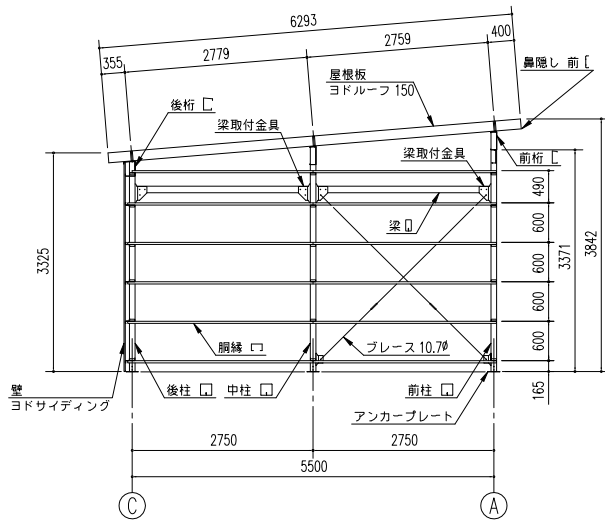 6293
355
2779
2759
400
屋根板
ヨドルーフ 150
鼻隠し 前
後桁
梁取付金具
梁取付金具
前桁
梁
490
600
600
600
600
165
3325
3371
3842
胴縁
ブレース 10.7φ
壁
ヨドサイディング
後柱
中柱
前柱
アンカープレート
2750
2750
5500
C
A